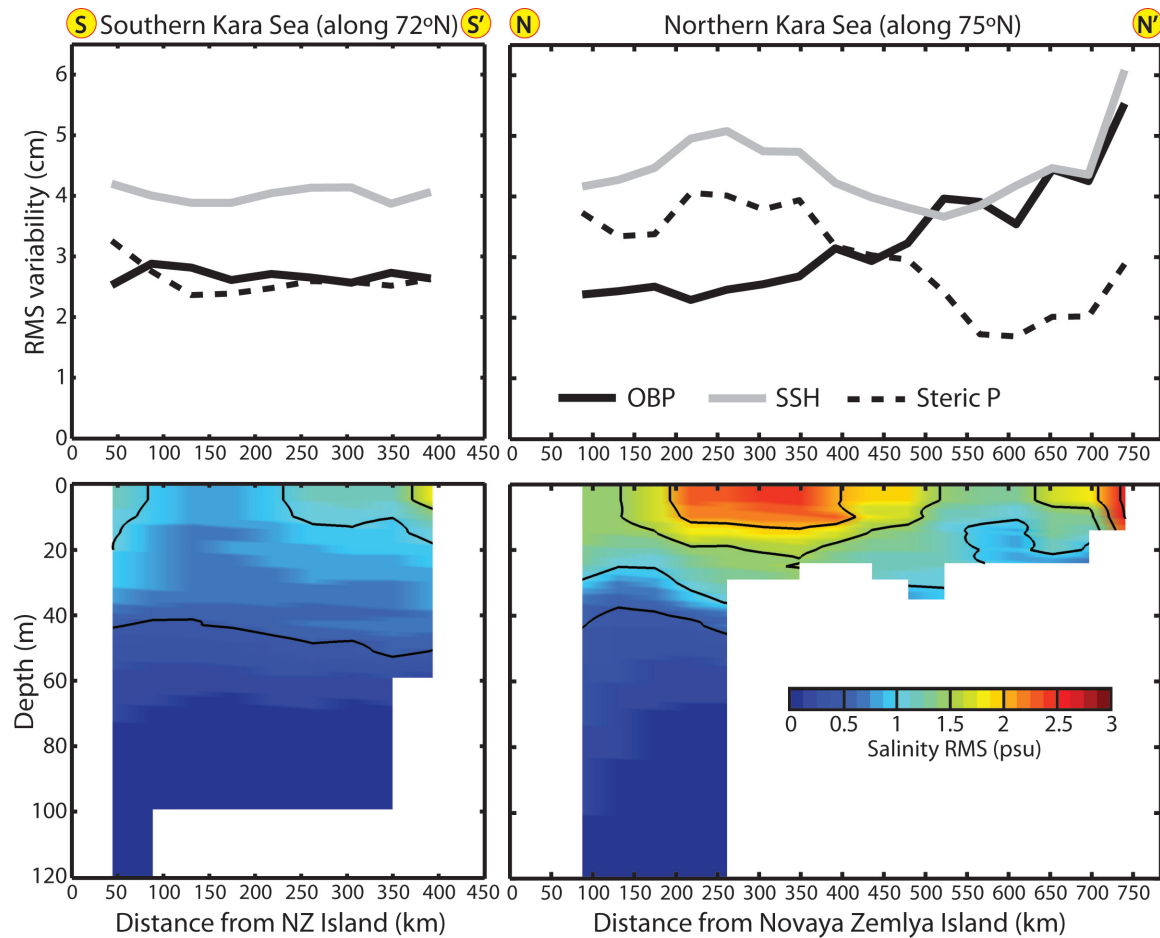 S Southern Kara Sea (along 72ºN) S' N Northern Kara Sea (along 75ºN) N'
RMS variability (cm)
6
5
4
3
2
1
0
OBP SSH Steric P
0 50 100 150 200 250 300 350 400 450
0 50 100 150 200 250 300 350 400 450 500 550 600 650 700 750
Depth (m)
0
20
40
60
80
100
120
0 0.5 1 1.5 2 2.5 3
Salinity RMS (psu)
0 50 100 150 200 250 300 350 400 450
0 50 100 150 200 250 300 350 400 450 500 550 600 650 700 750
Distance from NZ Island (km) Distance from Novaya Zemlya Island (km)